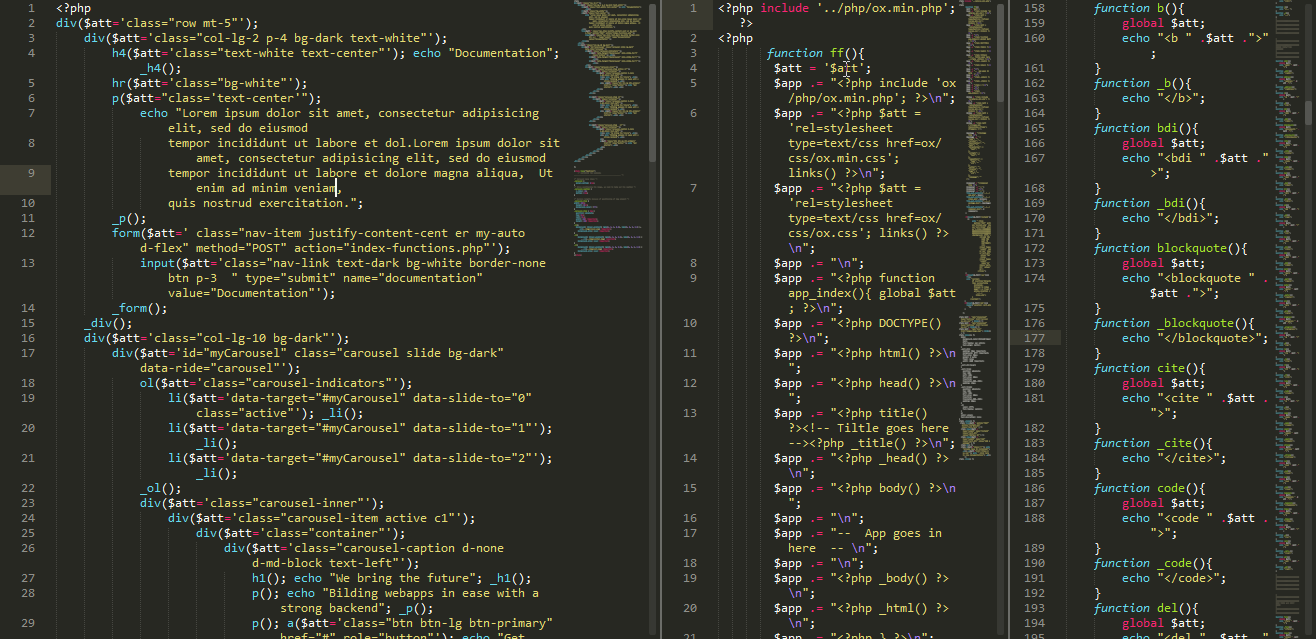 1 <?php
2 div($att='class="row mt-5"');
3 div($att='class="col-lg-2 p-4 bg-dark text-white"');
4 h4($att='class="text-white text-center"'); echo "Documentation";
_h4();
5 hr($att='class="bg-white"');
6 p($att="class='text-center'");
7 echo "Lorem ipsum dolor sit amet, consectetur adipisicing
elit, sed do eiusmod
8 tempor incididunt ut labore et dol.Lorem ipsum dolor sit
amet, consectetur adipisicing elit, sed do eiusmod
9 tempor incididunt ut labore et dolore magna aliqua,  Ut
enim ad minim veniam,
10 quis nostrud exercitation.";
11 _p();
12 form($att=' class="nav-item justify-content-cent er my-auto
d-flex" method="POST" action="index-functions.php"');
13 input($att='class="nav-link text-dark bg-white border-none
btn p-3  " type="submit" name="documentation"
value="Documentation"');
14 _form();
15 _div();
16 div($att='class="col-lg-10 bg-dark"');
17 div($att='id="myCarousel" class="carousel slide bg-dark"
data-ride="carousel"');
18 ol($att='class="carousel-indicators"');
19 li($att='data-target="#myCarousel" data-slide-to="0"
class="active"'); _li();
20 li($att='data-target="#myCarousel" data-slide-to="1"');
_li();
21 li($att='data-target="#myCarousel" data-slide-to="2"');
_li();
22 _ol();
23 div($att='class="carousel-inner"');
24 div($att='class="carousel-item active c1"');
25 div($att='class="container"');
26 div($att='class="carousel-caption d-none
d-md-block text-left"');
27 h1(); echo "We bring the future"; _h1();
28 p(); echo "Bilding webapps in ease with a
strong backend"; _p();
29 p(); a($att='class="btn btn-lg btn-primary"
href="#" role="button"'); echo "Get
1 <?php include '../php/ox.min.php';
?>
2 <?php
3 function ff(){
4 $att = '$att';
5 $app .= "<?php include 'ox
/php/ox.min.php'; ?>\n";
6 $app .= "<?php $att =
'rel=stylesheet
type=text/css href=ox/
css/ox.min.css';
links() ?>\n";
7 $app .= "<?php $att =
'rel=stylesheet
type=text/css href=ox/
css/ox.css'; links() ?>
\n";
8 $app .= "\n";
9 $app .= "<?php function
app_index(){ global $att
; ?>\n";
10 $app .= "<?php DOCTYPE()
?>\n";
11 $app .= "<?php html() ?>\n
";
12 $app .= "<?php head() ?>\n
";
13 $app .= "<?php title()
?><!-- Tiltle goes here
--><?php _title() ?>\n";
14 $app .= "<?php _head() ?>
\n";
15 $app .= "<?php body() ?>\n
";
16 $app .= "\n";
17 $app .= "--  App goes in
here  -- \n";
18 $app .= "\n";
19 $app .= "<?php _body() ?>
\n";
20 $app .= "<?php _html() ?>
\n";
21 $app .= "<?php } ?>\n";
158 function b(){
159 global $att;
160 echo "<b " .$att .">"
;
161 }
162 function _b(){
163 echo "</b>";
164 }
165 function bdi(){
166 global $att;
167 echo "<bdi " .$att ."
>";
168 }
169 function _bdi(){
170 echo "</bdi>";
171 }
172 function blockquote(){
173 global $att;
174 echo "<blockquote " .
$att .">";
175 }
176 function _blockquote(){
177 echo "</blockquote>";
178 }
179 function cite(){
180 global $att;
181 echo "<cite " .$att .
">";
182 }
183 function _cite(){
184 echo "</cite>";
185 }
186 function code(){
187 global $att;
188 echo "<code " .$att .
">";
189 }
190 function _code(){
191 echo "</code>";
192 }
193 function del(){
194 global $att;
195 echo "<del " .$att ."